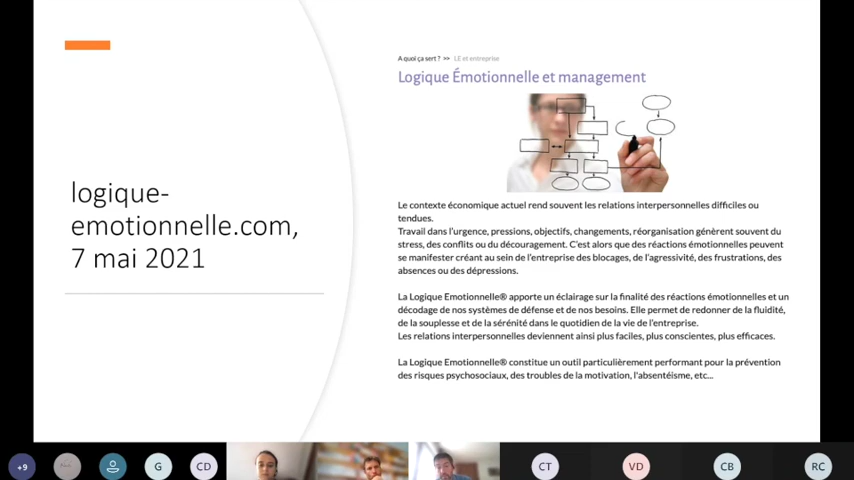 logique-
emotionnelle.com,
7 mai 2021
A quoi ça sert ? >> LE et entreprise
Logique Émotionnelle et management
Le contexte économique actuel rend souvent les relations interpersonnelles difficiles ou
tendues.
Travail dans l'urgence, pressions, objectifs, changements, réorganisation génèrent souvent du
stress, des conflits ou du découragement. C'est alors que des réactions émotionnelles peuvent
se manifester créant au sein de l'entreprise des blocages, de l'agressivité, des frustrations, des
absences ou des dépressions.
La Logique Emotionnelle® apporte un éclairage sur la finalité des réactions émotionnelles et un
décodage de nos systèmes de défense et de nos besoins. Elle permet de redonner de la fluidité,
de la souplesse et de la sérénité dans le quotidien de la vie de l'entreprise.
Les relations interpersonnelles deviennent ainsi plus faciles, plus conscientes, plus efficaces.
La Logique Emotionnelle® constitue un outil particulièrement performant pour la prévention
des risques psychosociaux, des troubles de la motivation, l'absentéisme, etc...
+9 G CD CT VD CB RC